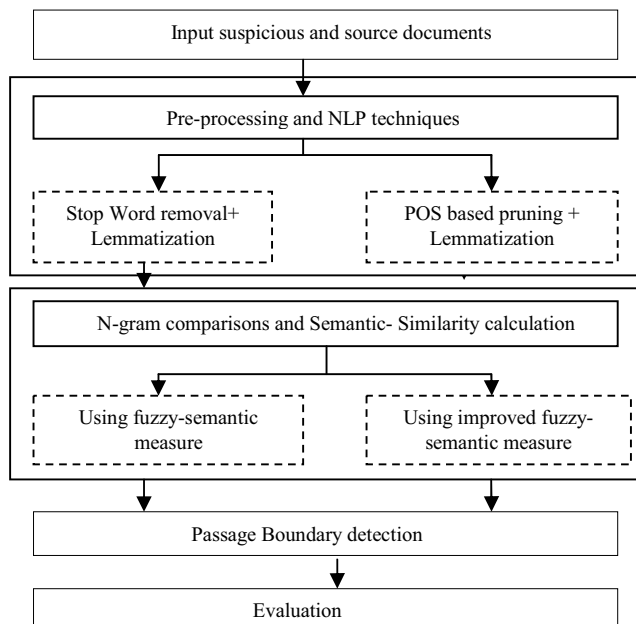 Input suspicious and source documents
Pre-processing and NLP techniques
Stop Word removal+
Lemmatization
POS based pruning +
Lemmatization
N-gram comparisons and Semantic- Similarity calculation
Using fuzzy-semantic
measure
Using improved fuzzy-
semantic measure
Passage Boundary detection
Evaluation